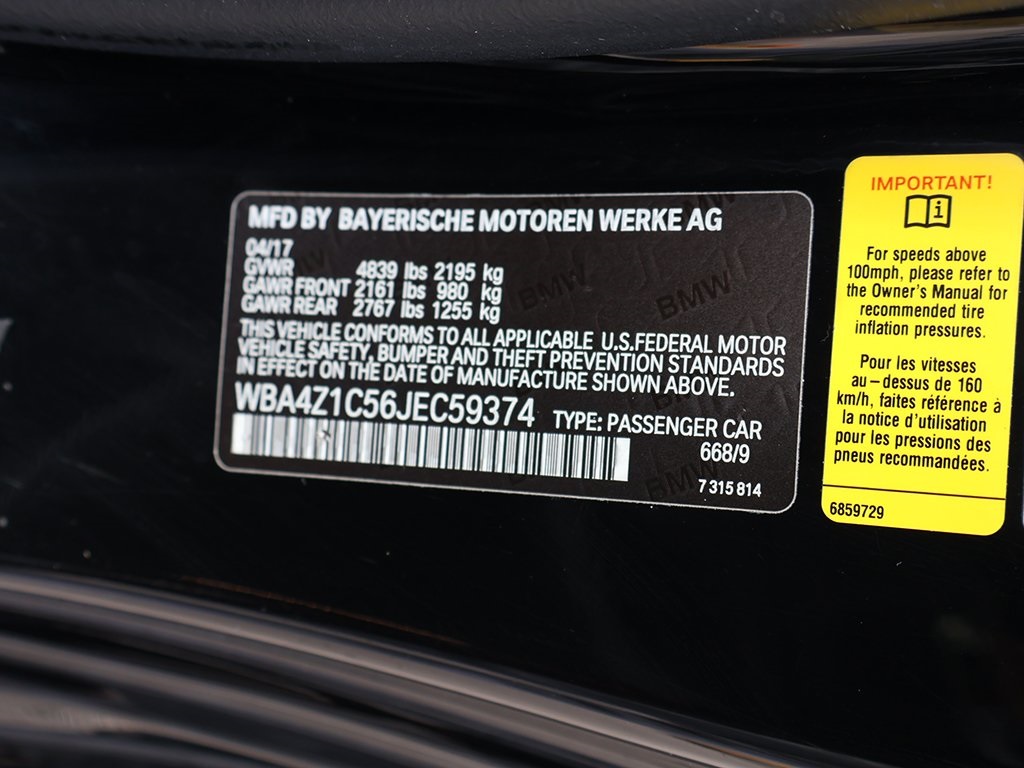 MFD BY BAYERISCHE MOTOREN WERKE AG
04/17
GVWR 4839 lbs 2195 kg
GAWR FRONT 2161 lbs 980 kg
GAWR REAR 2767 lbs 1255 kg
THIS VEHICLE CONFORMS TO ALL APPLICABLE U.S.FEDERAL MOTOR
VEHICLE SAFETY, BUMPER AND THEFT PREVENTION STANDARDS
IN EFFECT ON THE DATE OF MANUFACTURE SHOWN ABOVE.
WBA4Z1C56JEC59374 TYPE: PASSENGER CAR
668/9
7 315 814
BMW
BMW
BMW
IMPORTANT!
i
For speeds above
100mph, please refer to
the Owner's Manual for
recommended tire
inflation pressures.
Pour les vitesses
au-dessus de 160
km/h, faites référence à
la notice d'utilisation
pour les pressions des
pneus recommandées.
6859729